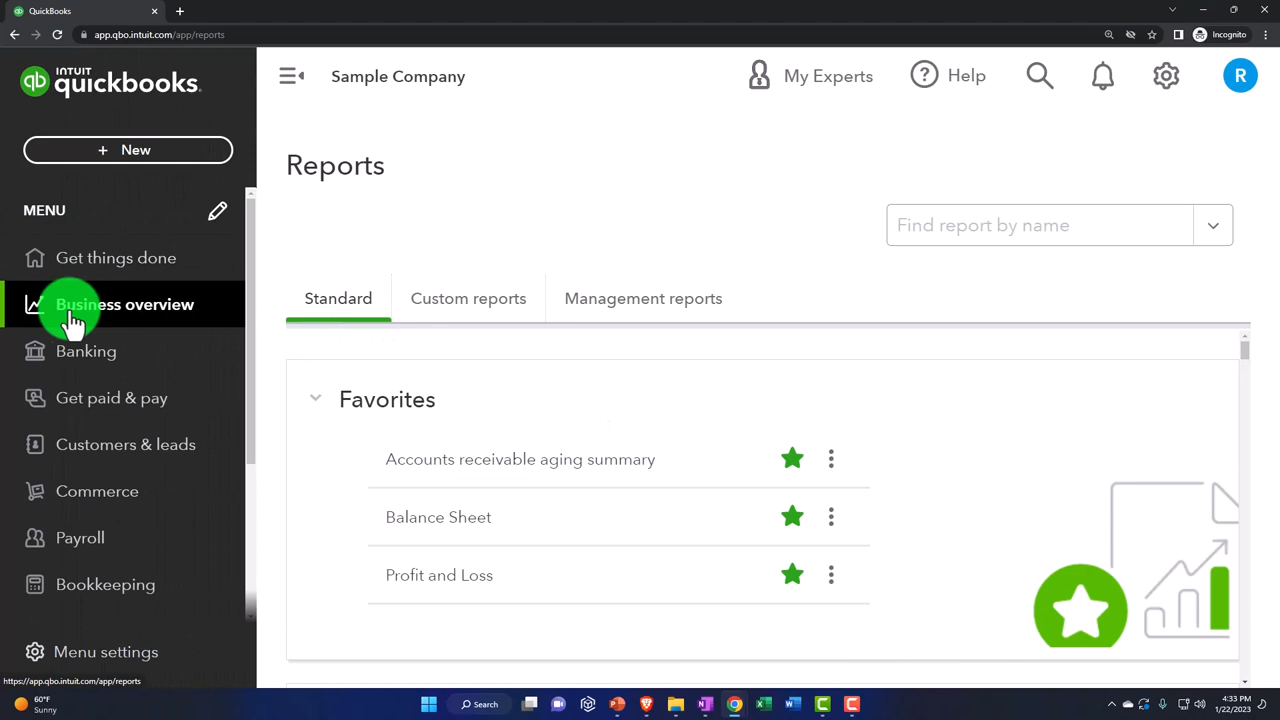 QuickBooks
app.qbo.intuit.com/app/reports
Incognito
INTUIT
quickbooks.
Sample Company
My Experts
Help
R
+ New
MENU
Get things done
Business overview
Banking
Get paid & pay
Customers & leads
Commerce
Payroll
Bookkeeping
Menu settings
Reports
Find report by name
Standard
Custom reports
Management reports
Favorites
Accounts receivable aging summary
Balance Sheet
Profit and Loss
https://app.qbo.intuit.com/app/reports
60°F
Sunny
Search
4:33 PM
1/22/2023